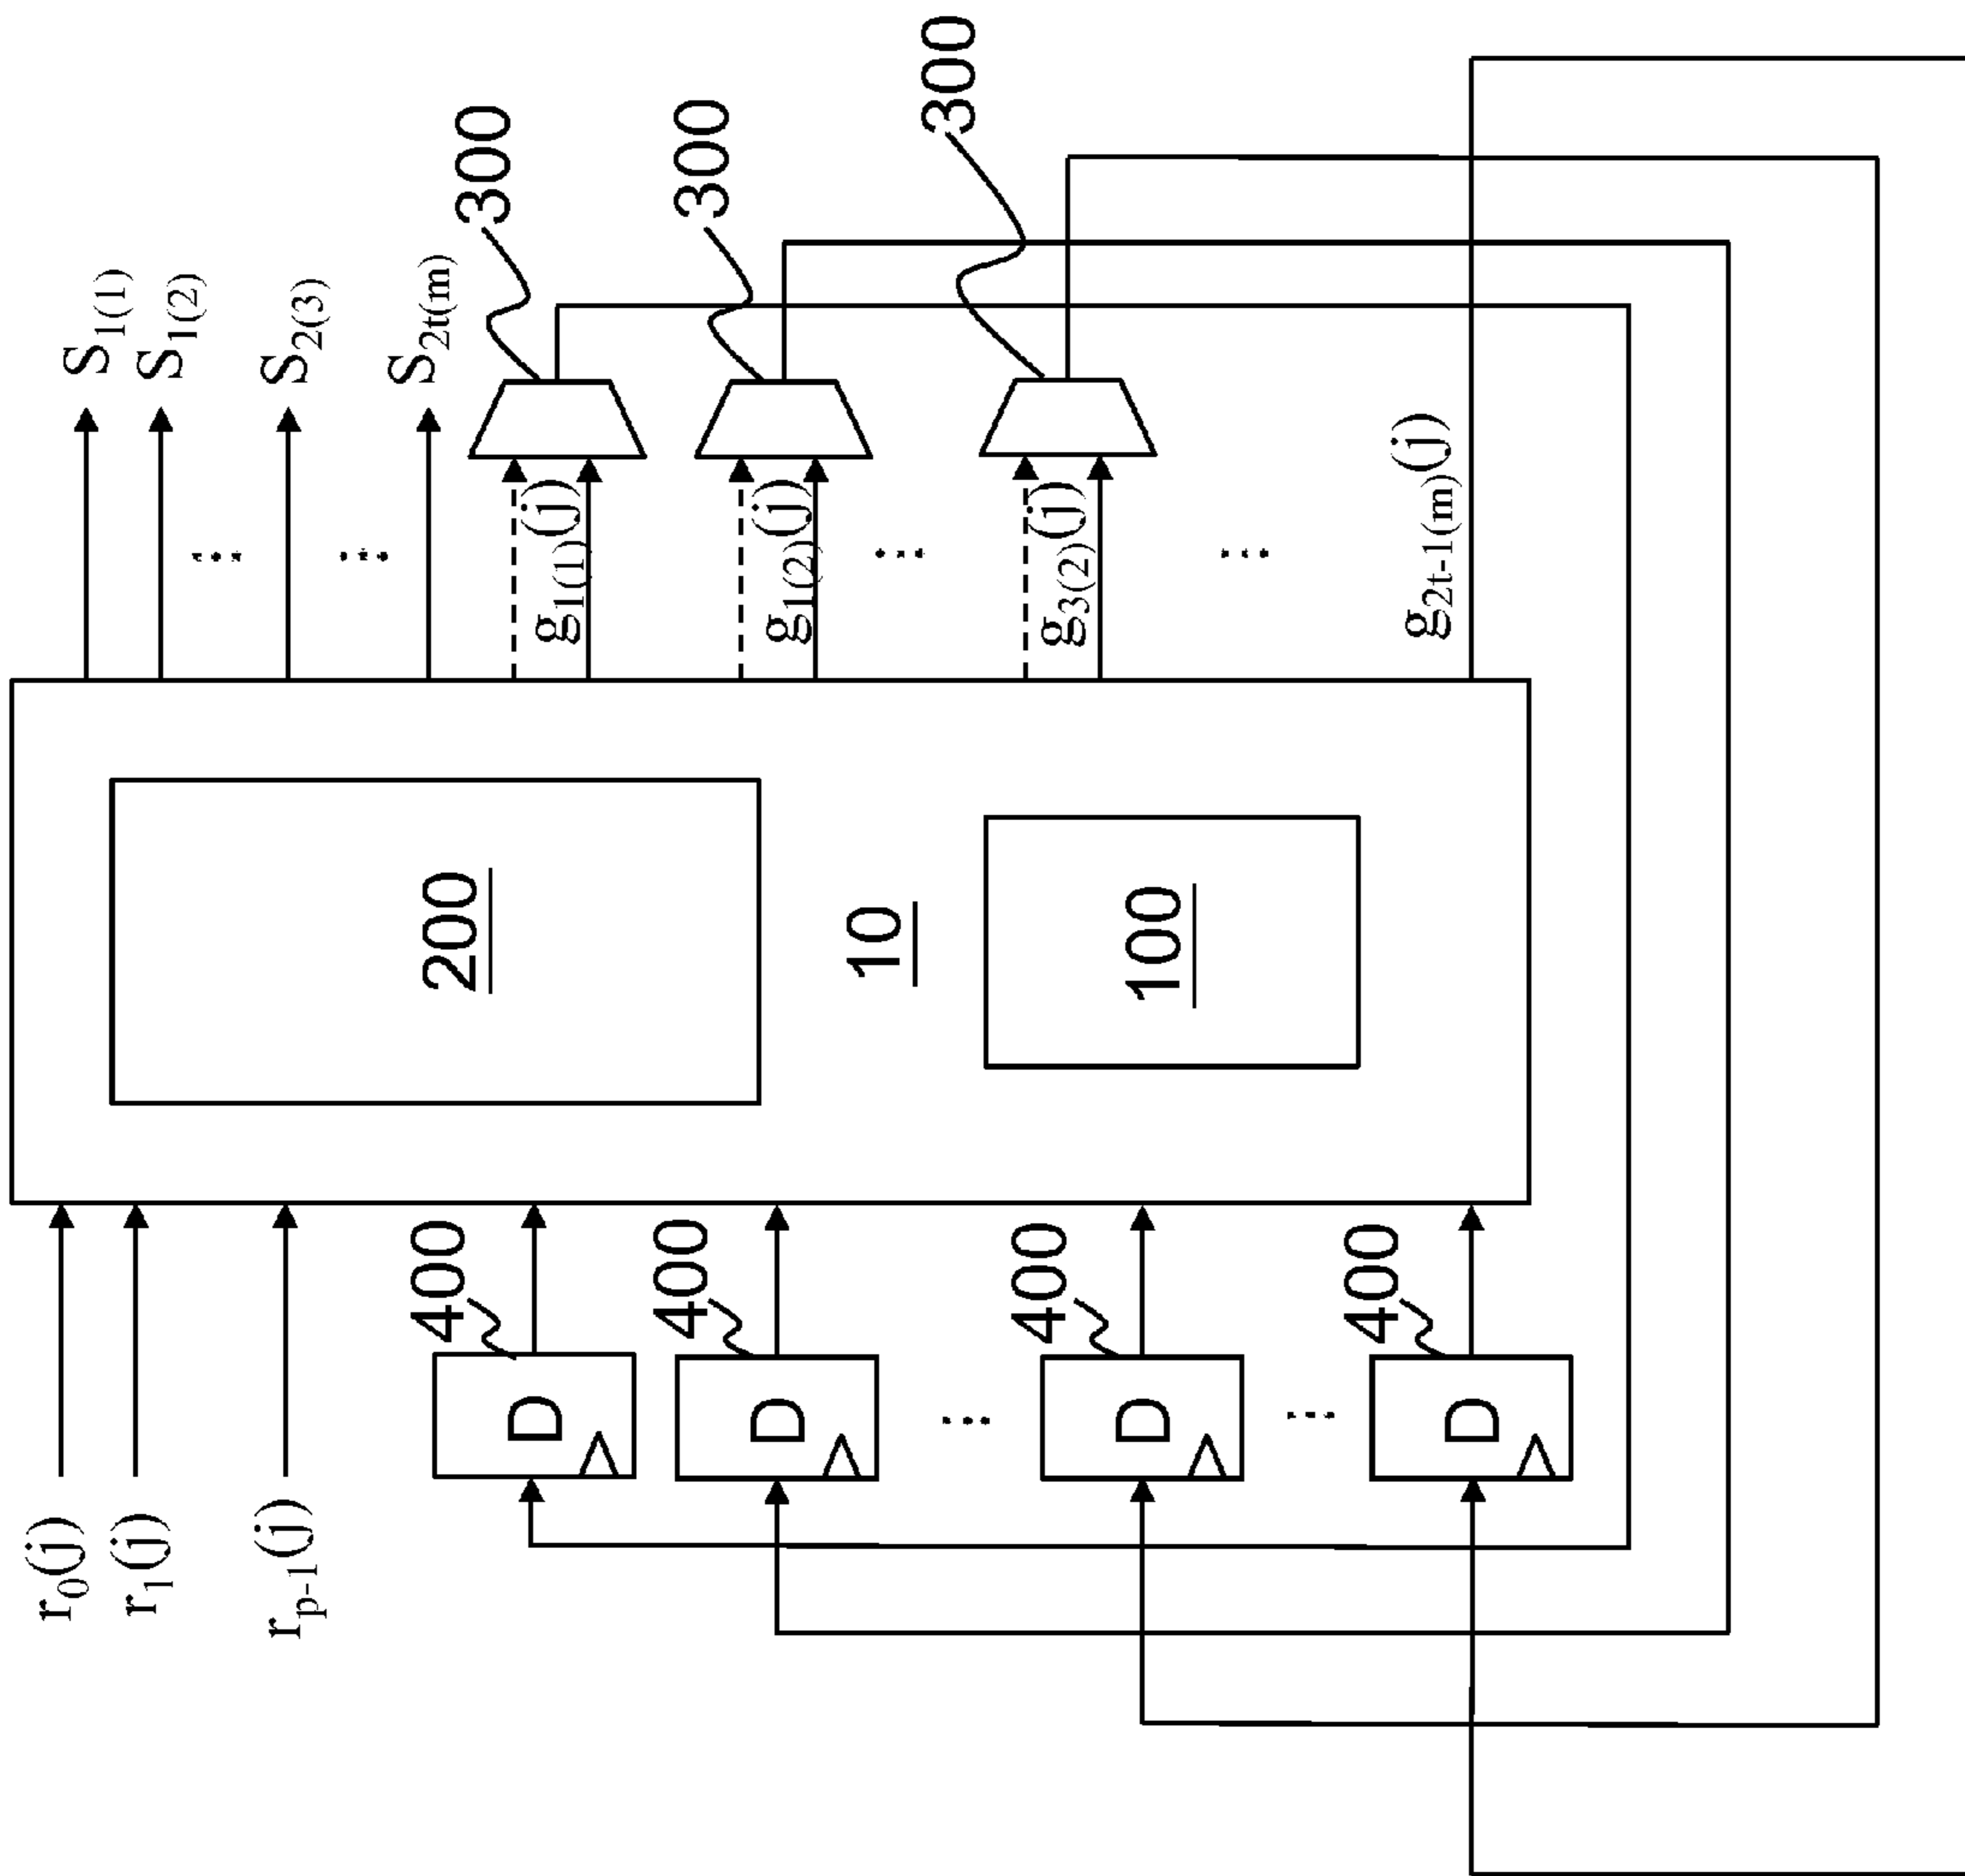 r0(j)
r1(j)
rp-1(j)
400
400
400
400
D
D
D
D
200
10
100
S1(1)
S1(2)
S2(3)
S2t(m)
g1(1)(j)
g1(2)(j)
g3(2)(j)
g2t-1(m)(j)
300
300
300